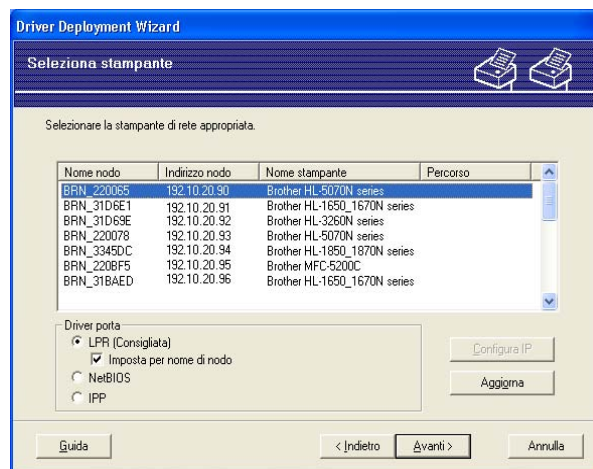 Driver Deployment Wizard
Seleziona stampante
Selezionare la stampante di rete appropriata.
Nome nodo Indirizzo nodo Nome stampante Percorso
BRN_220065 192.10.20.90 Brother HL-5070N series
BRN_31D6E1 192.10.20.91 Brother HL-1650_1670N series
BRN_31D69E 192.10.20.92 Brother HL-3260N series
BRN_220078 192.10.20.93 Brother HL-5070N series
BRN_3345DC 192.10.20.94 Brother HL-1850_1870N series
BRN_220BF5 192.10.20.95 Brother MFC-5200C
BRN_31BAED 192.10.20.96 Brother HL-1650_1670N series
Driver porta
LPR (Consigliata)
Imposta per nome di nodo
NetBIOS
IPP
Configura IP
Aggiorna
Guida < Indietro Avanti > Annulla